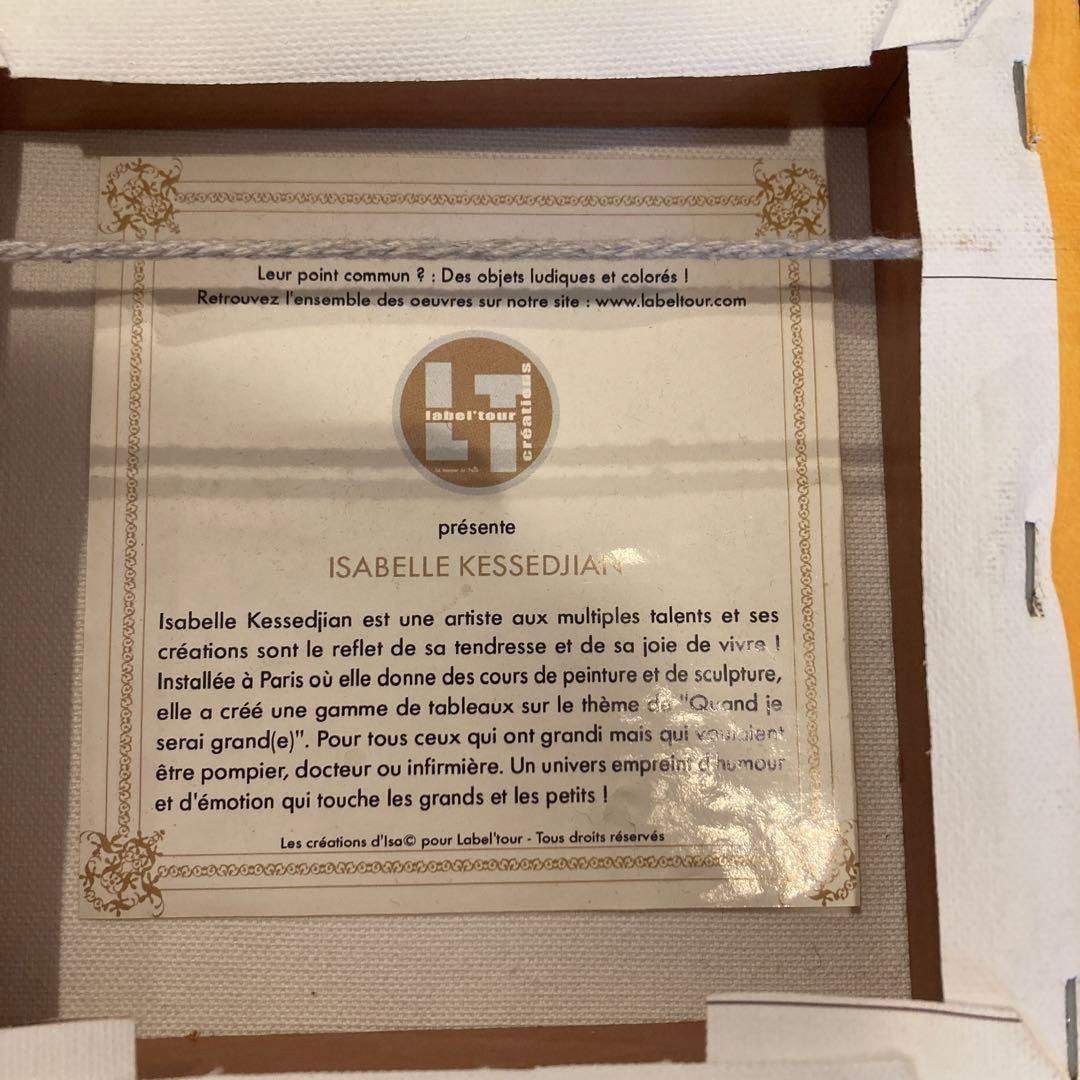 Leur point commun ? : Des objets ludiques et colorés !
Retrouvez l'ensemble des oeuvres sur notre site : www.labeltour.com
LT
label'tour
créations
présente
ISABELLE KESSEDJIAN
Isabelle Kessedjian est une artiste aux multiples talents et ses
créations sont le reflet de sa tendresse et de sa joie de vivre !
Installée à Paris où elle donne des cours de peinture et de sculpture,
elle a créé une gamme de tableaux sur le thème de "Quand je
serai grand(e)". Pour tous ceux qui ont grandi mais qui voulaient
être pompier, docteur ou infirmière. Un univers empreint d'humour
et d'émotion qui touche les grands et les petits !
Les créations d'Isa© pour Label'tour - Tous droits réservés